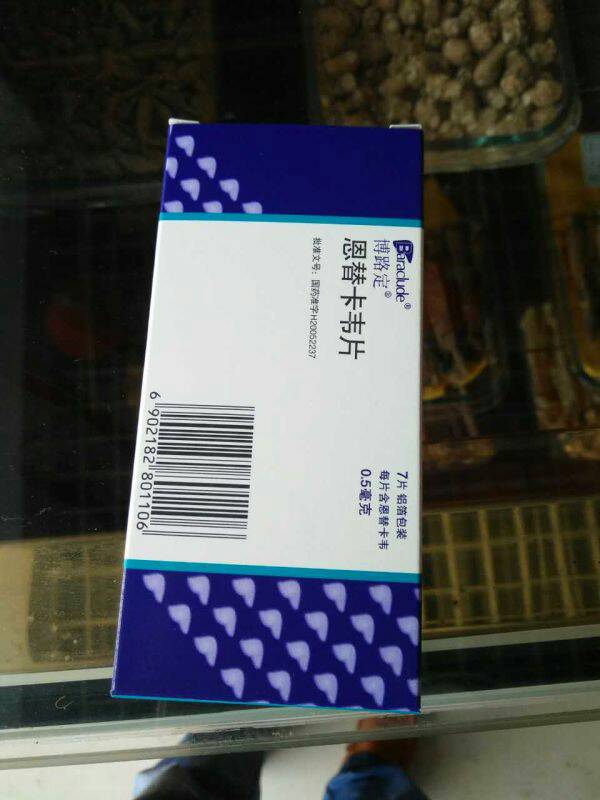 Baraclude®
博路定®
恩替卡韦片
批准文号：国药准字H20052237
7片 铝箔包装
每片含恩替卡韦
0.5毫克
6 902182 801106